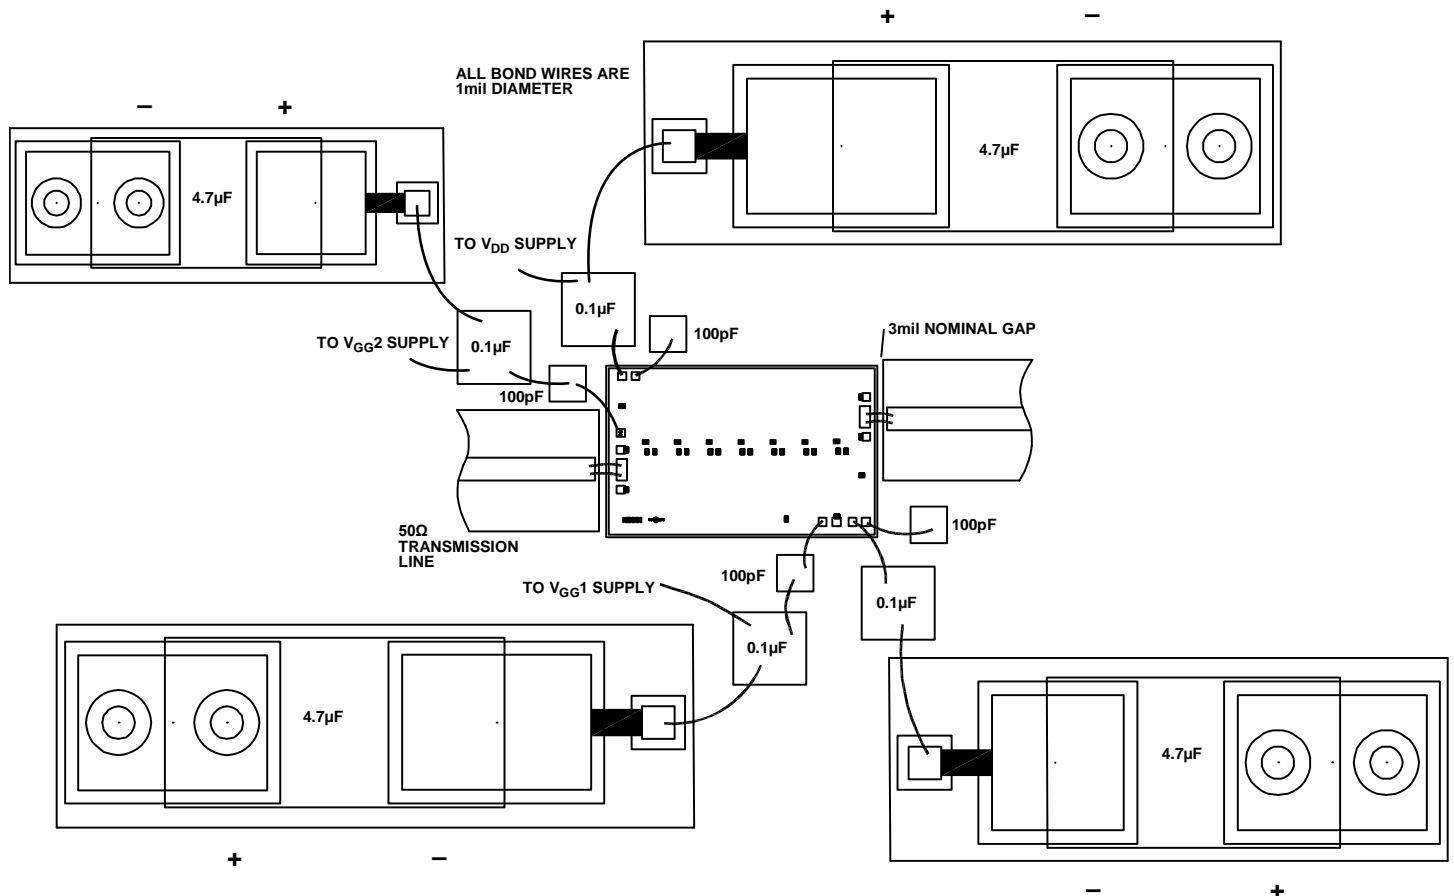 + −
ALL BOND WIRES ARE
1mil DIAMETER
− +
4.7µF
4.7µF
TO VDD SUPPLY
0.1µF
100pF
3mil NOMINAL GAP
TO VGG2 SUPPLY
0.1µF
100pF
50Ω
TRANSMISSION
LINE
100pF
100pF
TO VGG1 SUPPLY
0.1µF
0.1µF
4.7µF
4.7µF
+ −
− +